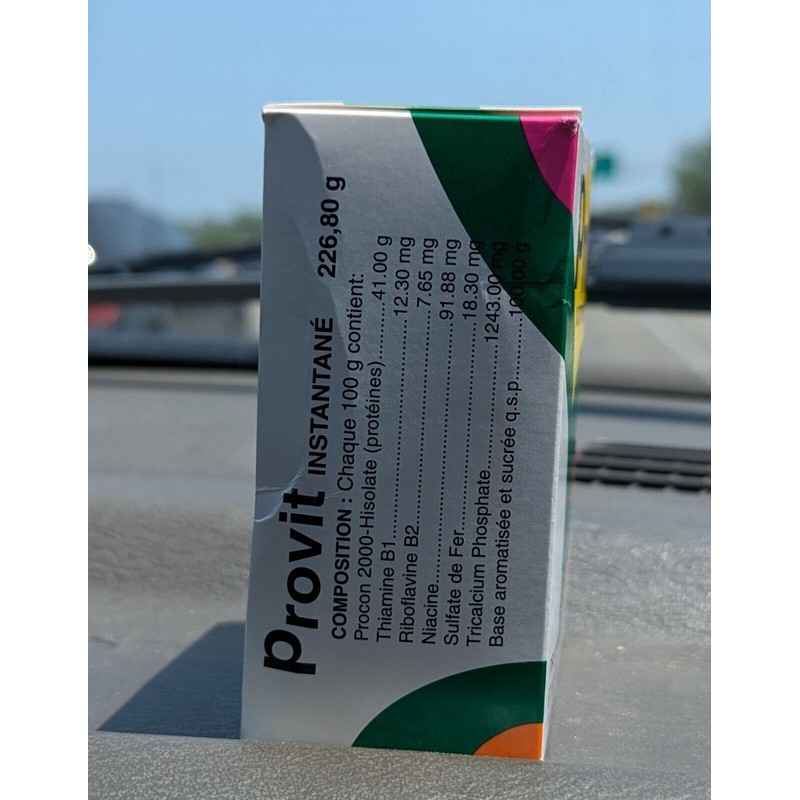 Provit INSTANTANÉ 226,80 g
COMPOSITION : Chaque 100 g contient:
Procon 2000-Hisolate (protéines)..........41.00 g
Thiamine B1..........12.30 mg
Riboflavine B2..........7.65 mg
Niacine..........91.88 mg
Sulfate de Fer..........18.30 mg
Tricalcium Phosphate..........1243.00 mg
Base aromatisée et sucrée q.s.p..........100.00 g